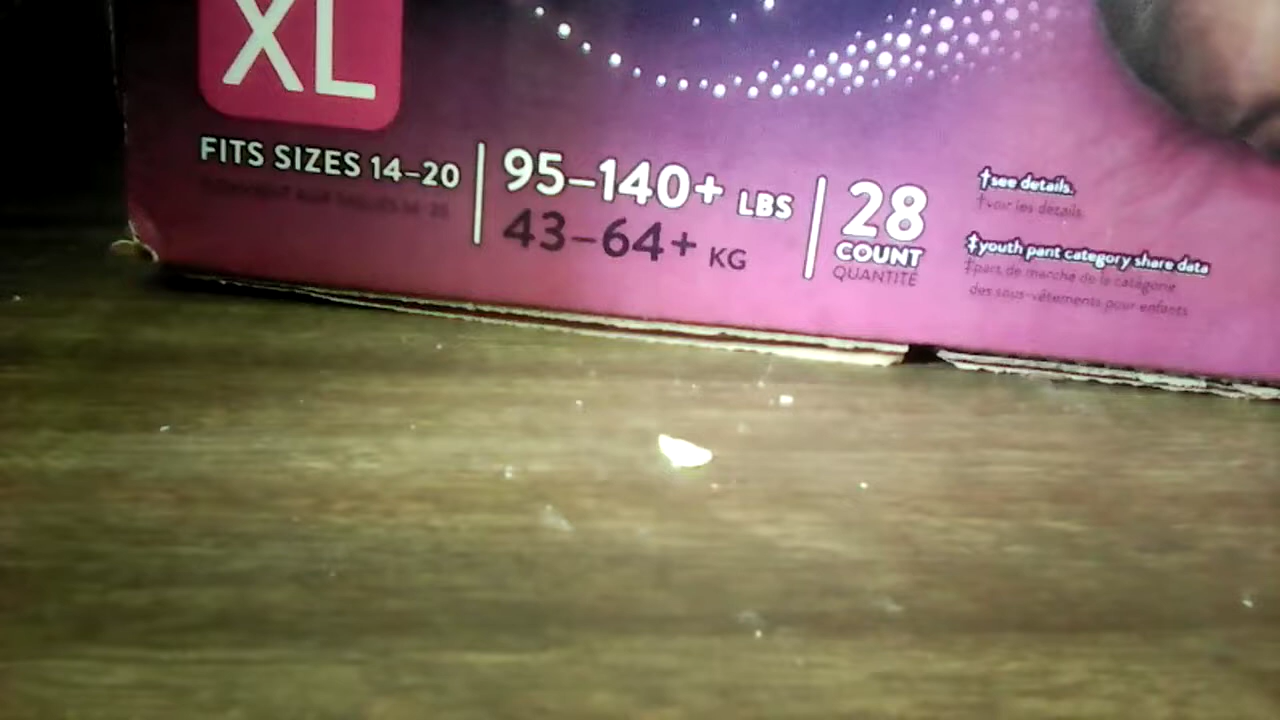 XL
FITS SIZES 14–20
95–140+ LBS
43–64+ KG
28
COUNT
QUANTITÉ
†see details.
†voir les détails.
‡youth pant category share data
‡part de marché de la catégorie
des sous-vêtements pour enfants